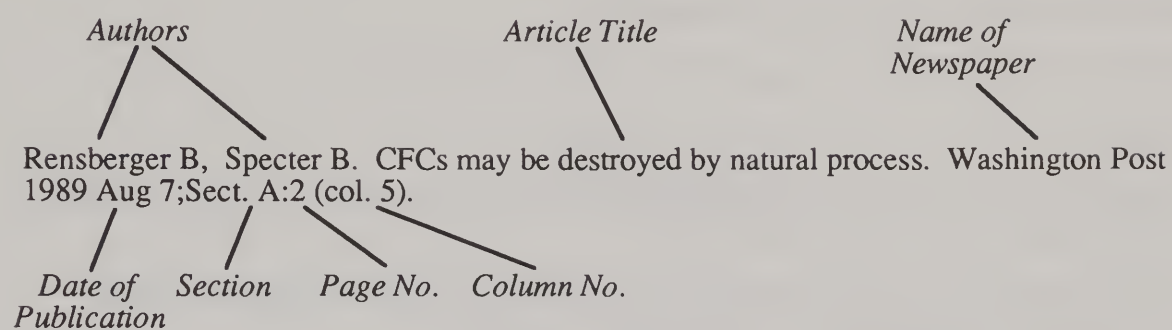 Authors Article Title Name of
Newspaper
Rensberger B, Specter B. CFCs may be destroyed by natural process. Washington Post
1989 Aug 7;Sect. A:2 (col. 5).
Date of Section Page No. Column No.
Publication